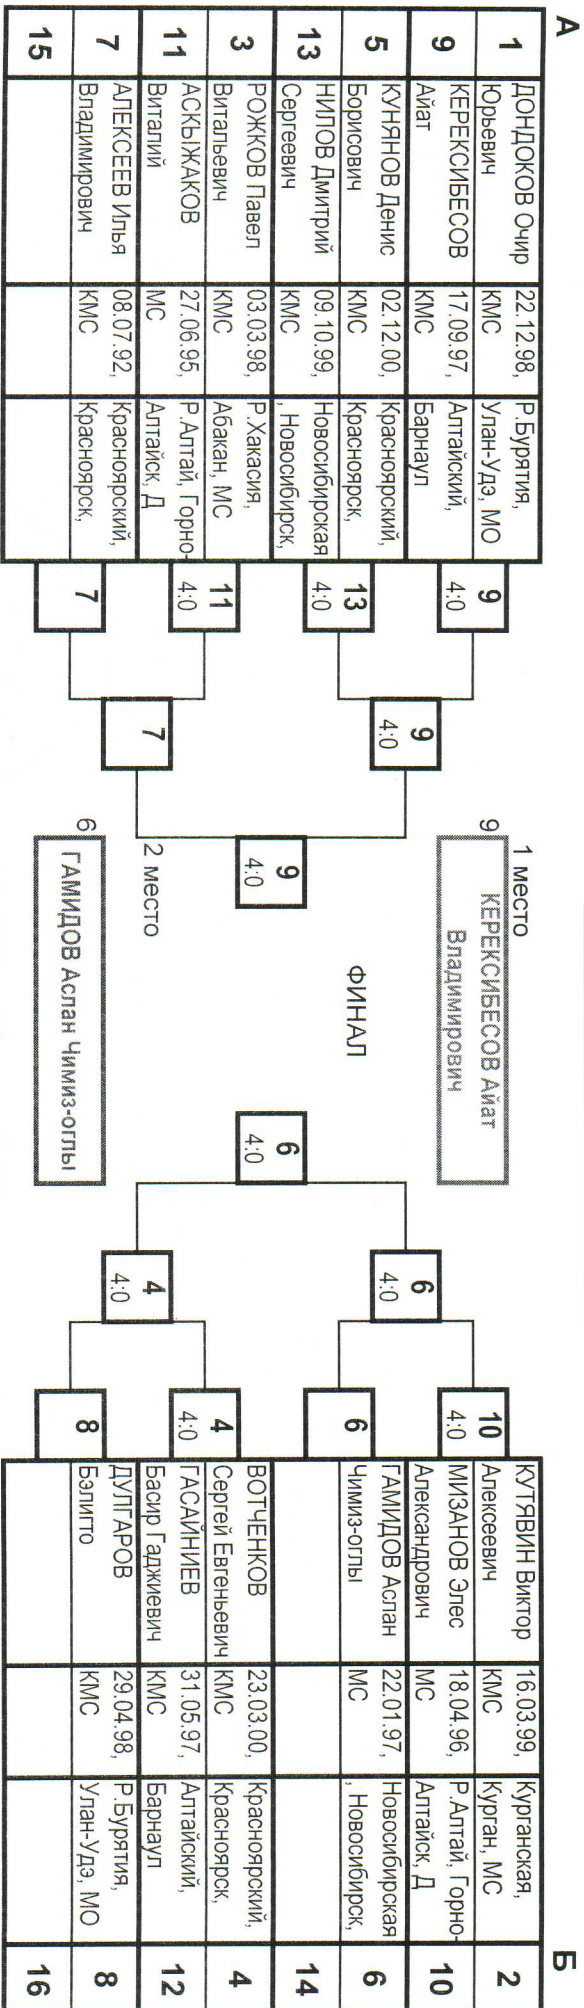 А
1
ДОНДОКОВ Очир
Юрьевич
22.12.98,
КМС
Р.Бурятия,
Улан-Удэ, МО
9
КЕРЕКСИБЕСОВ
Айат
17.09.97,
КМС
Алтайский,
Барнаул
5
КУНЯНОВ Денис
Борисович
02.12.00,
КМС
Красноярский,
Красноярск,
13
НИЛОВ Дмитрий
Сергеевич
09.10.99,
КМС
Новосибирская
, Новосибирск,
3
РОЖКОВ Павел
Витальевич
03.03.98,
КМС
Р.Хакасия,
Абакан, МС
11
АСКЫЖАКОВ
Виталий
27.06.95,
МС
Р.Алтай, Горно-
Алтайск, Д
7
АЛЕКСЕЕВ Илья
Владимирович
08.07.92,
КМС
Красноярский,
Красноярск,
15
9
4:0
13
4:0
11
4:0
7
9
4:0
7
9
4:0
1 место
9
КЕРЕКСИБЕСОВ Айат
Владимирович
ФИНАЛ
2 место
6
ГАМИДОВ Аслан Чимиз-оглы
6
4:0
6
4:0
4
4:0
10
4:0
6
4
4:0
8
Б
КУТЯВИН Виктор
Алексеевич
16.03.99,
КМС
Курганская,
Курган, МС
2
МИЗАНОВ Элес
Александрович
18.04.96,
МС
Р.Алтай, Горно-
Алтайск, Д
10
ГАМИДОВ Аслан
Чимиз-оглы
22.01.97,
МС
Новосибирская
, Новосибирск,
6
14
ВОТЧЕНКОВ
Сергей Евгеньевич
23.03.00,
КМС
Красноярский,
Красноярск,
4
ГАСАЙНИЕВ
Басир Гаджиевич
31.05.97,
КМС
Алтайский,
Барнаул
12
ДУЛГАРОВ
Бэлигто
29.04.98,
КМС
Р.Бурятия,
Улан-Удэ, МО
8
16